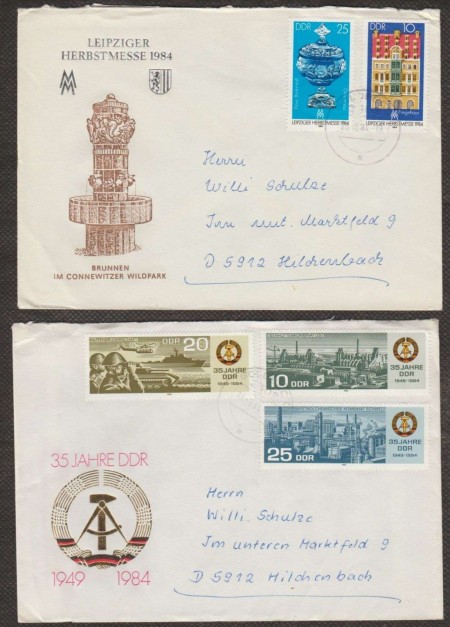 LEIPZIGER
HERBSTMESSE 1984
DDR 25
LEIPZIGER HERBSTMESSE 1984
DDR 10
LEIPZIGER HERBSTMESSE 1984
Herrn
Willi Schulze
Im unt. Marktfeld 9
D 5912 Hilchenbach
BRUNNEN
IM CONNEWITZER WILDPARK
DDR 20
35 JAHRE
DDR
1949-1984
10 DDR
35 JAHRE
DDR
1949-1984
25 DDR
35 JAHRE
DDR
1949-1984
35 JAHRE DDR
1949 1984
Herrn
Willi Schulze
Im unteren Marktfeld 9
D 5912 Hilchenbach